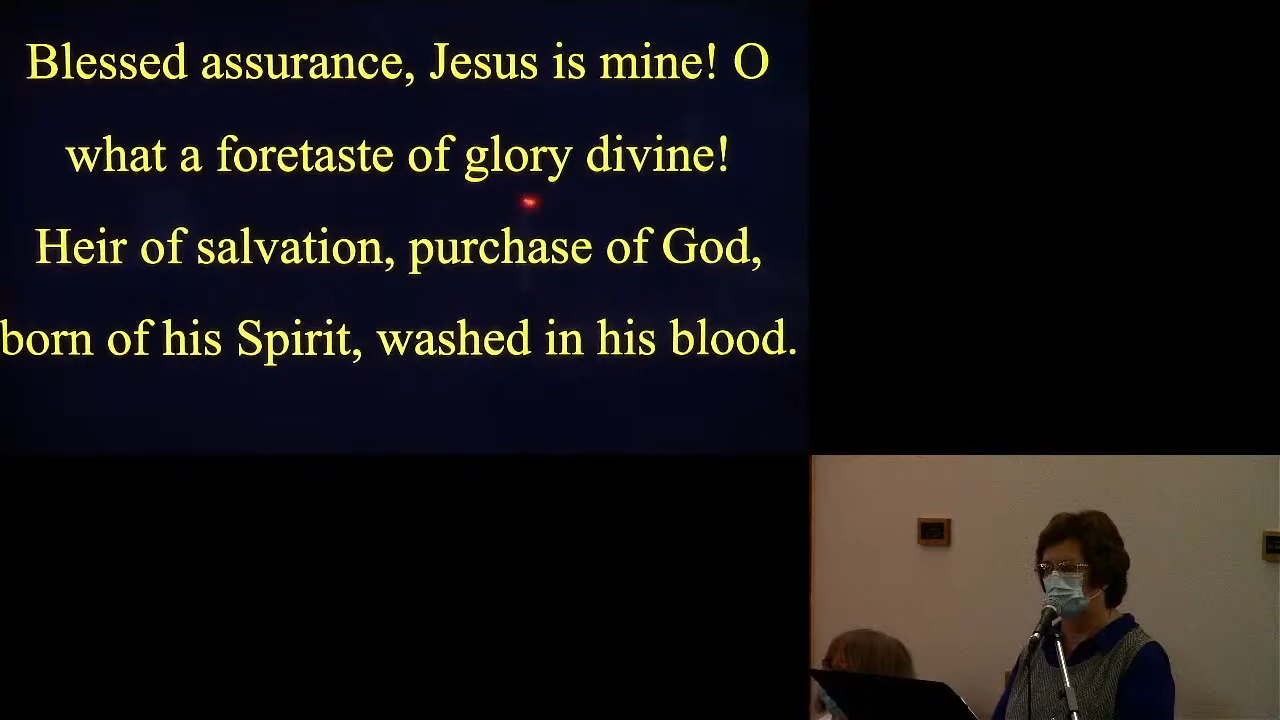 Blessed assurance, Jesus is mine! O
what a foretaste of glory divine!
Heir of salvation, purchase of God,
born of his Spirit, washed in his blood.